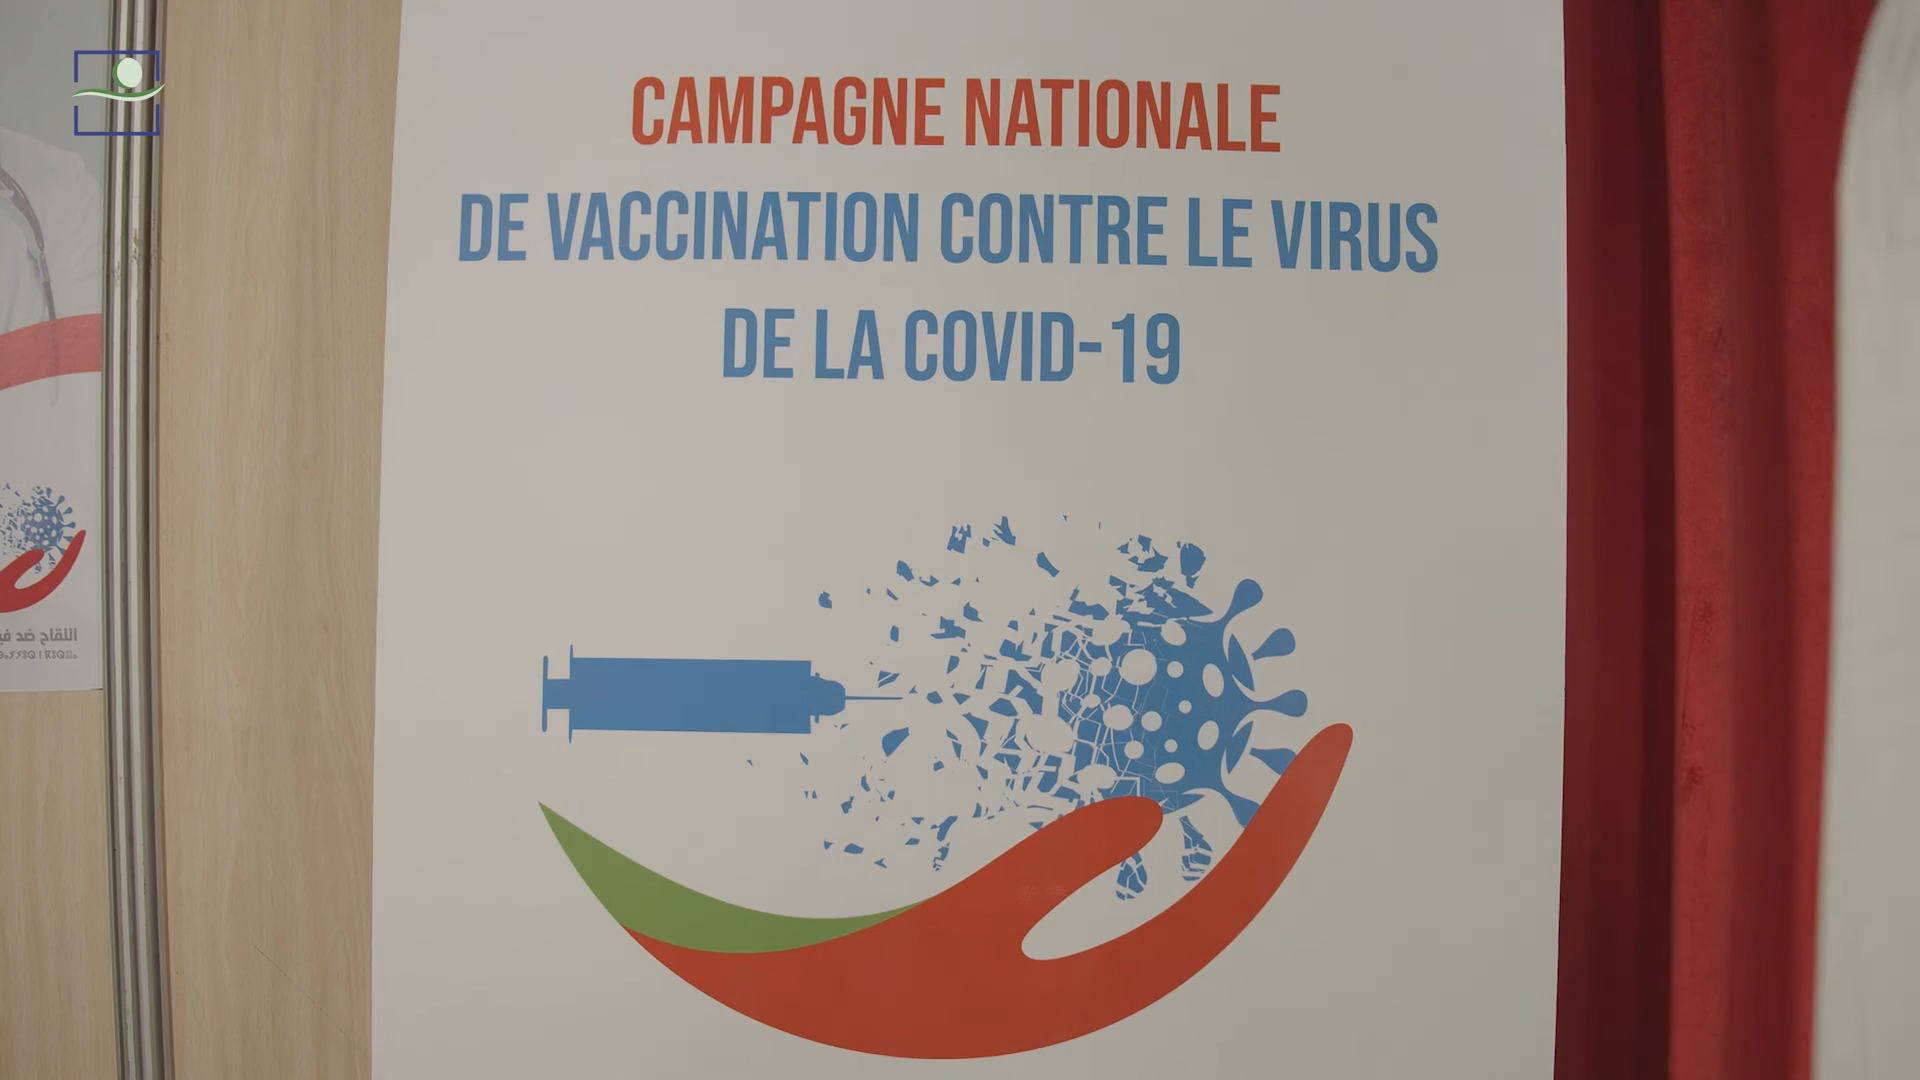 CAMPAGNE NATIONALE
DE VACCINATION CONTRE LE VIRUS
DE LA COVID-19
اللقاح ضد